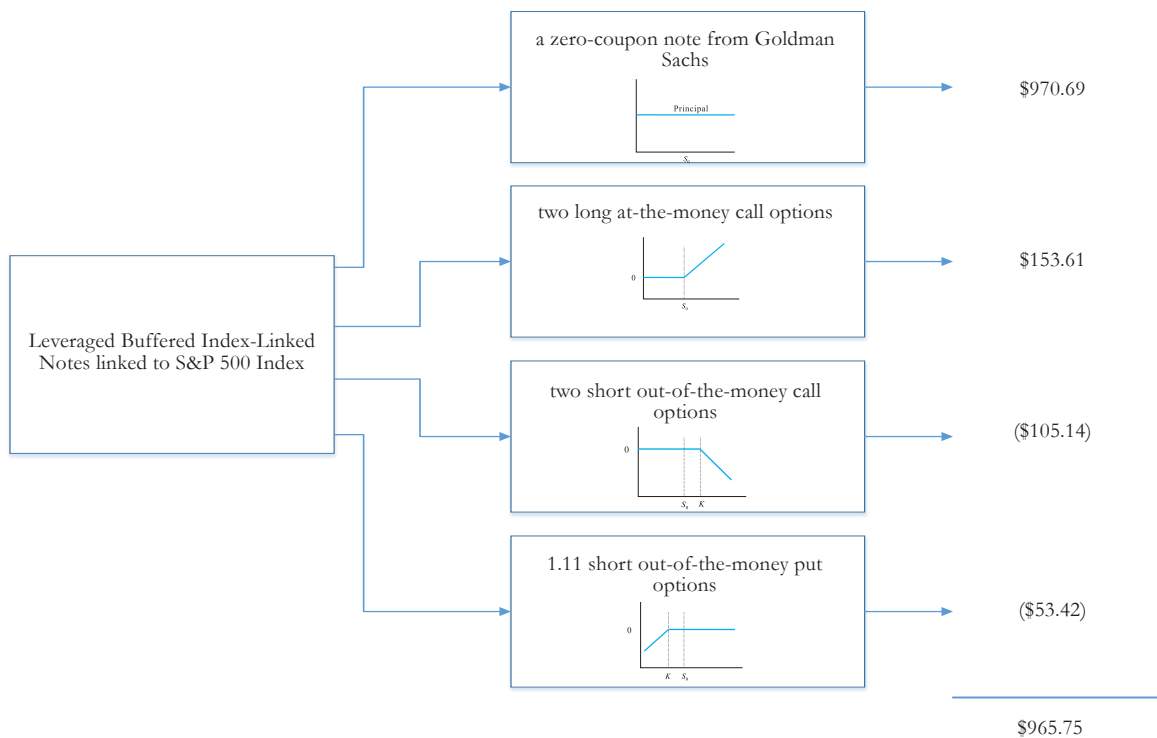 Leveraged Buffered Index-Linked
Notes linked to S&P 500 Index
a zero-coupon note from Goldman
Sachs
Principal
S₀
$970.69
two long at-the-money call options
0
S₀
$153.61
two short out-of-the-money call
options
0
S₀ K
($105.14)
1.11 short out-of-the-money put
options
0
K S₀
($53.42)
$965.75